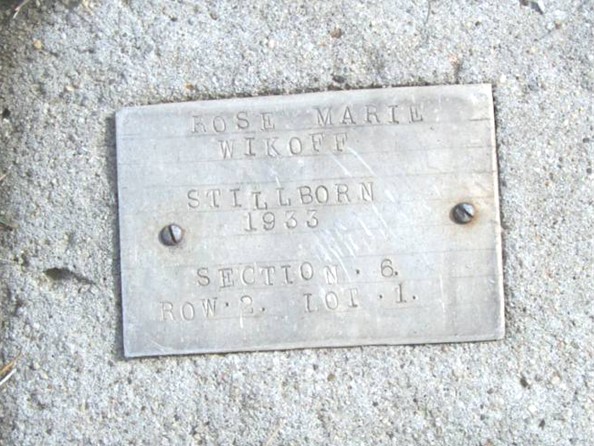 ROSE MARIE
WIKOFF
STILLBORN
1933
SECTION · 6.
ROW · 2. LOT · 1.